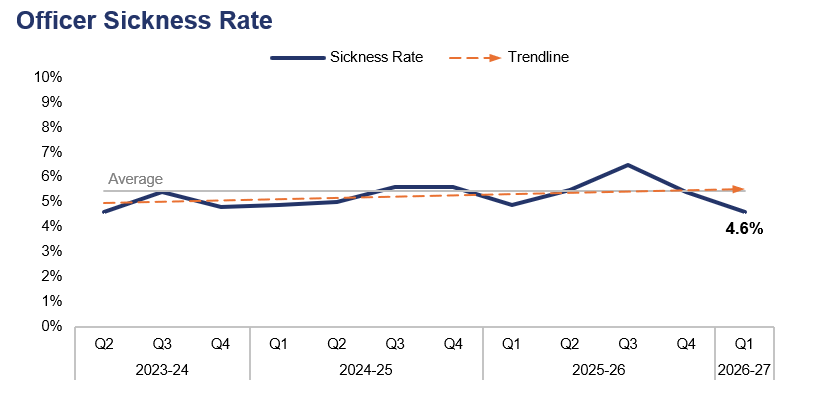 Officer Sickness Rate
Sickness Rate Trendline
10%
9%
8%
7%
6%
5%
4%
3%
2%
1%
0%
Average
4.6%
Q2 Q3 Q4 Q1 Q2 Q3 Q4 Q1 Q2 Q3 Q4 Q1
2023-24 2024-25 2025-26 2026-27